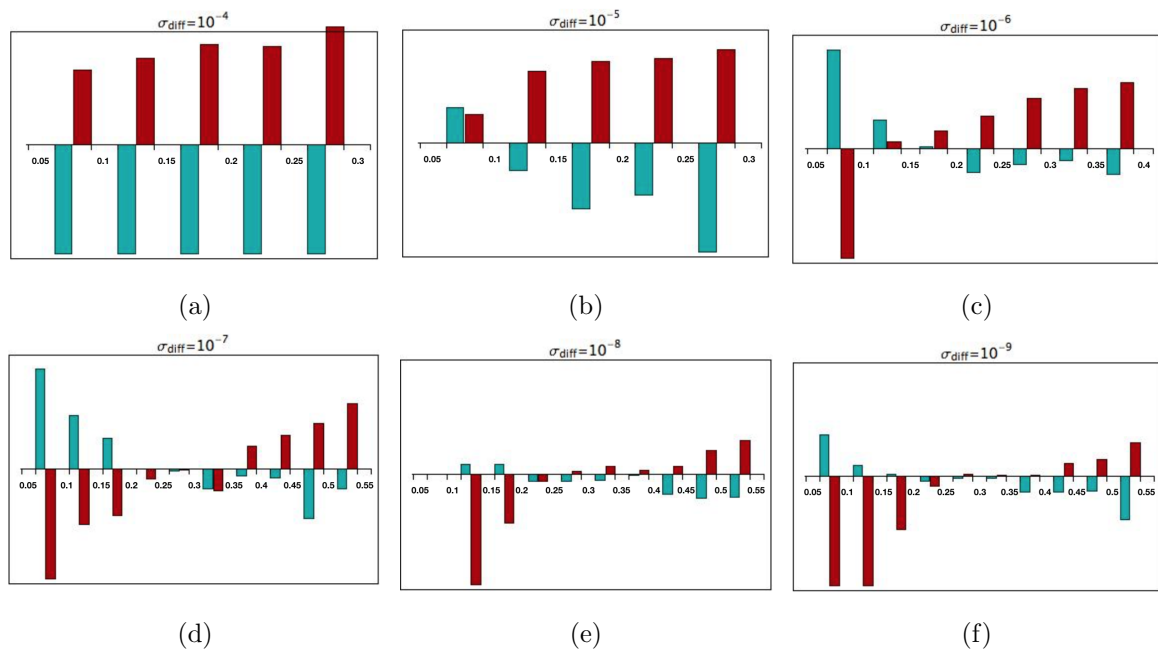 σ_diff=10⁻⁴
0.05 0.1 0.15 0.2 0.25 0.3
(a)
σ_diff=10⁻⁵
0.05 0.1 0.15 0.2 0.25 0.3
(b)
σ_diff=10⁻⁶
0.05 0.1 0.15 0.2 0.25 0.3 0.35 0.4
(c)
σ_diff=10⁻⁷
0.05 0.1 0.15 0.2 0.25 0.3 0.35 0.4 0.45 0.5 0.55
(d)
σ_diff=10⁻⁸
0.05 0.1 0.15 0.2 0.25 0.3 0.35 0.4 0.45 0.5 0.55
(e)
σ_diff=10⁻⁹
0.05 0.1 0.15 0.2 0.25 0.3 0.35 0.4 0.45 0.5 0.55
(f)